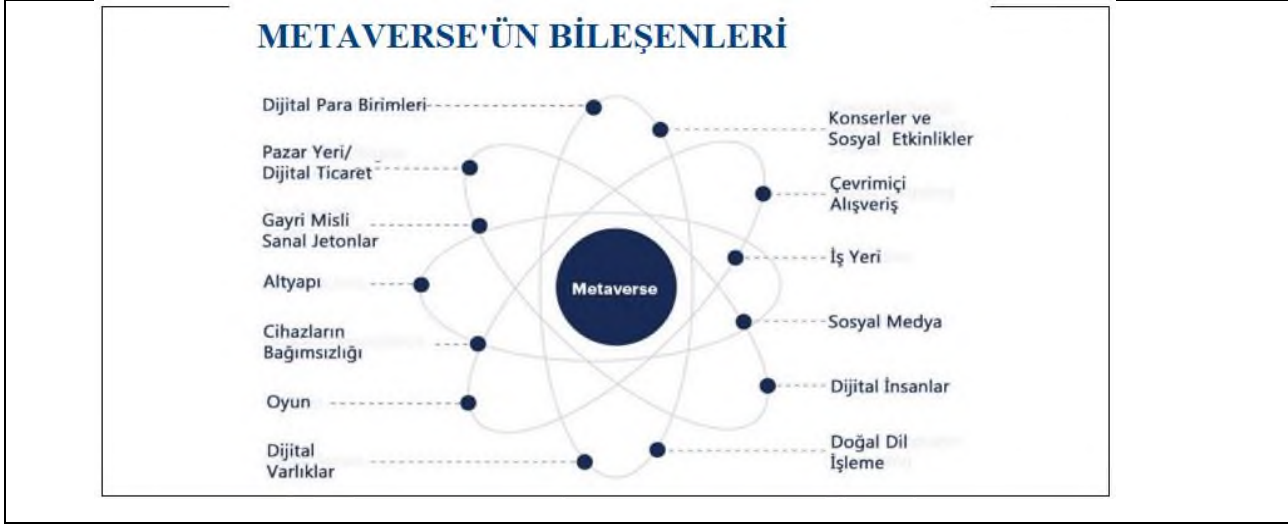 METAVERSE'ÜN BİLEŞENLERİ
Dijital Para Birimleri
Pazar Yeri/
Dijital Ticaret
Gayri Misli
Sanal Jetonlar
Altyapı
Cihazların
Bağımsızlığı
Oyun
Dijital
Varlıklar
Metaverse
Konserler ve
Sosyal Etkinlikler
Çevrimiçi
Alışveriş
İş Yeri
Sosyal Medya
Dijital İnsanlar
Doğal Dil
İşleme